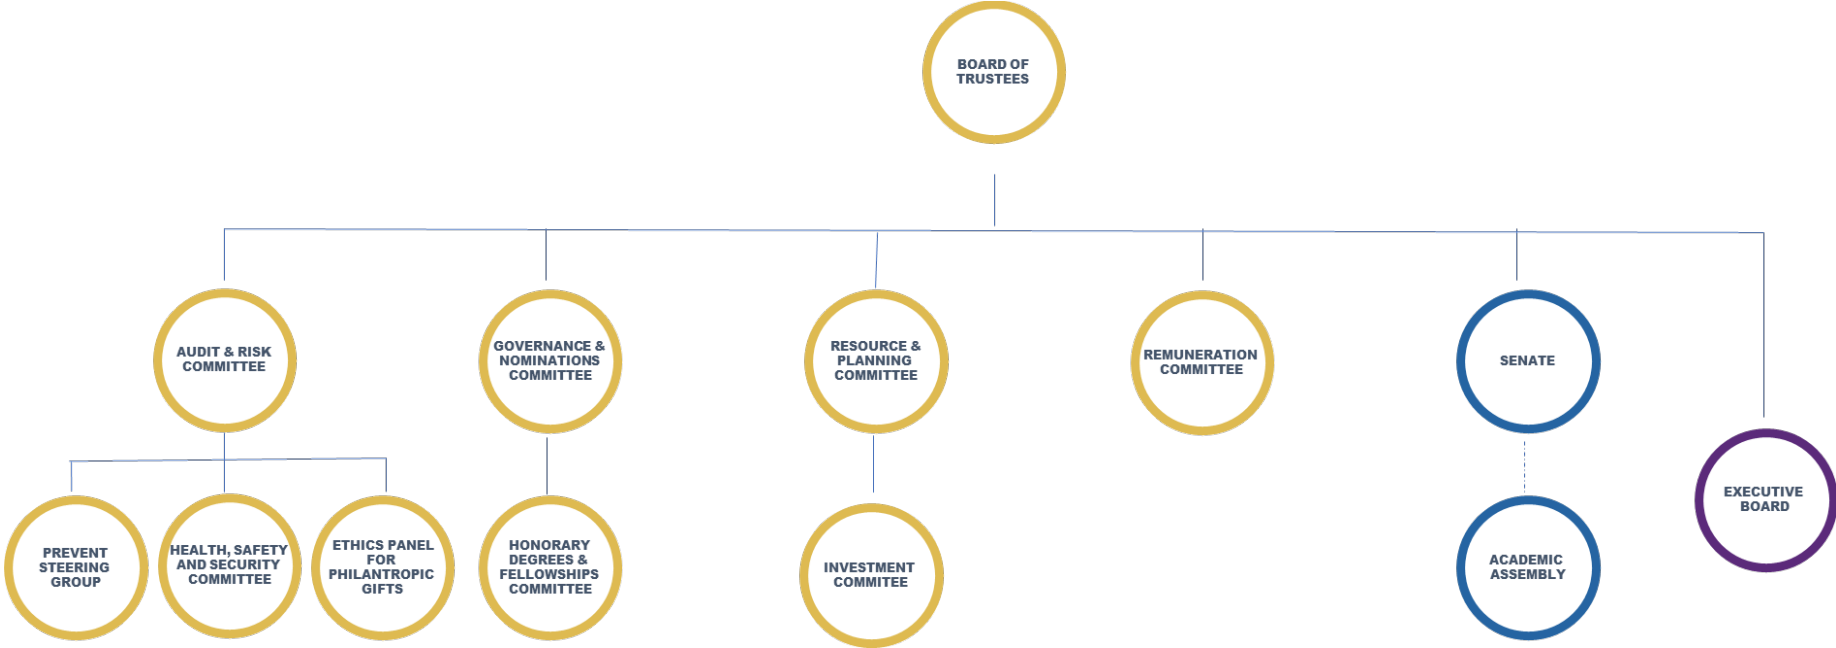 BOARD OF
TRUSTEES
AUDIT & RISK
COMMITTEE
GOVERNANCE &
NOMINATIONS
COMMITTEE
RESOURCE &
PLANNING
COMMITTEE
REMUNERATION
COMMITTEE
SENATE
EXECUTIVE
BOARD
PREVENT
STEERING
GROUP
HEALTH, SAFETY
AND SECURITY
COMMITTEE
ETHICS PANEL
FOR
PHILANTROPIC
GIFTS
HONORARY
DEGREES &
FELLOWSHIPS
COMMITTEE
INVESTMENT
COMMITEE
ACADEMIC
ASSEMBLY